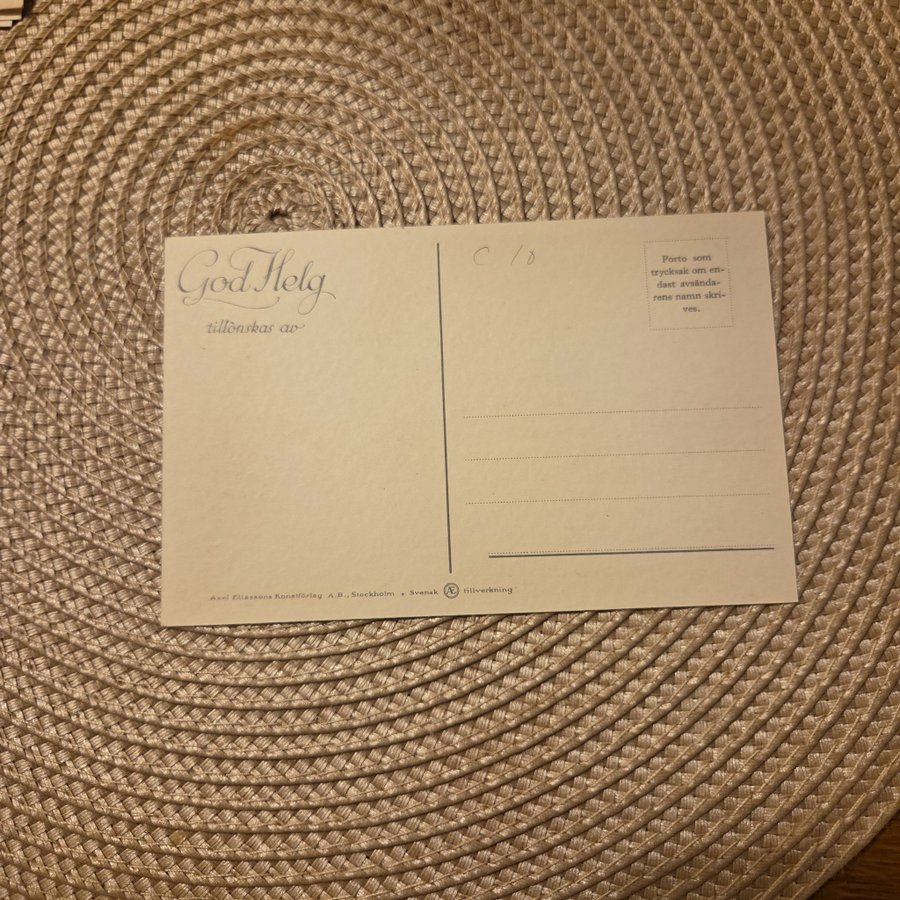 God Helg
tillönskas av
C 10
Porto som
trycksak om en-
dast avsända-
rens namn skri-
ves.
Axel Eliassons Konstförlag A.B., Stockholm • Svensk Æ tillverkning